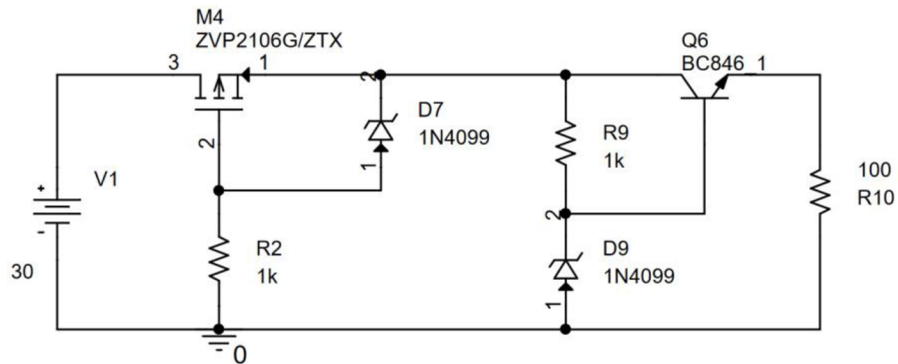 M4
ZVP2106G/ZTX
3
1
2
2
D7
1N4099
1
Q6
BC846_1
R9
1k
2
D9
1N4099
1
100
R10
+
V1
-
30
R2
1k
0